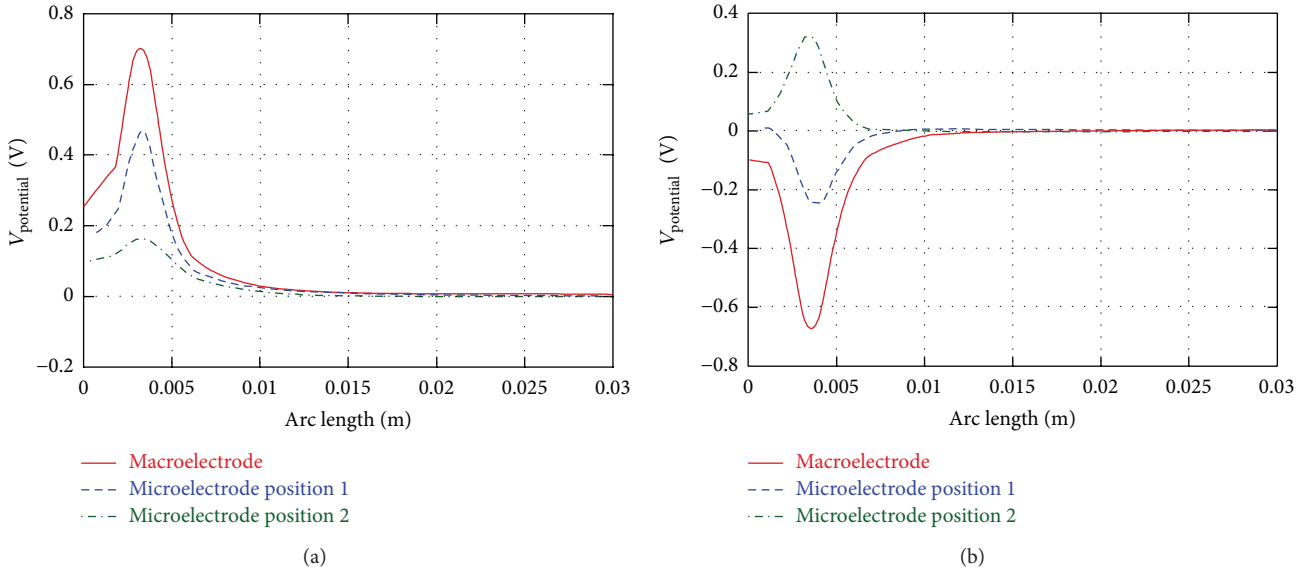 0.8
0.6
0.4
0.2
0
−0.2
V_potential (V)
0 0.005 0.01 0.015 0.02 0.025 0.03
Arc length (m)
Macroelectrode
Microelectrode position 1
Microelectrode position 2
(a)
0.4
0.2
0
−0.2
−0.4
−0.6
−0.8
V_potential (V)
0 0.005 0.01 0.015 0.02 0.025 0.03
Arc length (m)
Macroelectrode
Microelectrode position 1
Microelectrode position 2
(b)